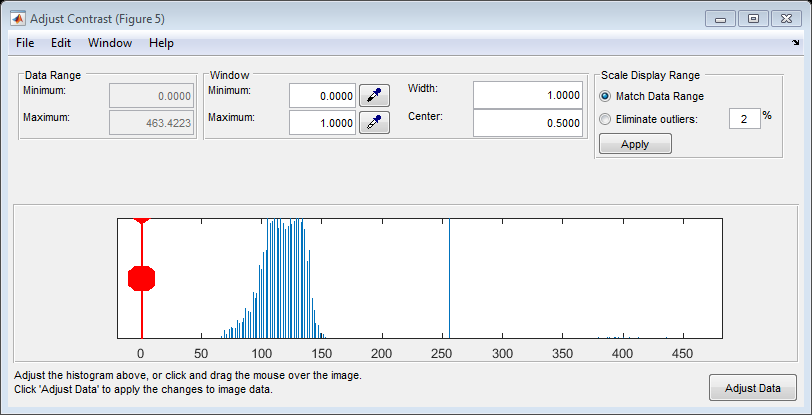 Adjust Contrast (Figure 5)
File Edit Window Help
Data Range
Minimum: 0.0000
Maximum: 463.4223
Window
Minimum: 0.0000
Maximum: 1.0000
Width: 1.0000
Center: 0.5000
Scale Display Range
Match Data Range
Eliminate outliers: 2 %
Apply
0 50 100 150 200 250 300 350 400 450
Adjust the histogram above, or click and drag the mouse over the image.
Click 'Adjust Data' to apply the changes to image data.
Adjust Data